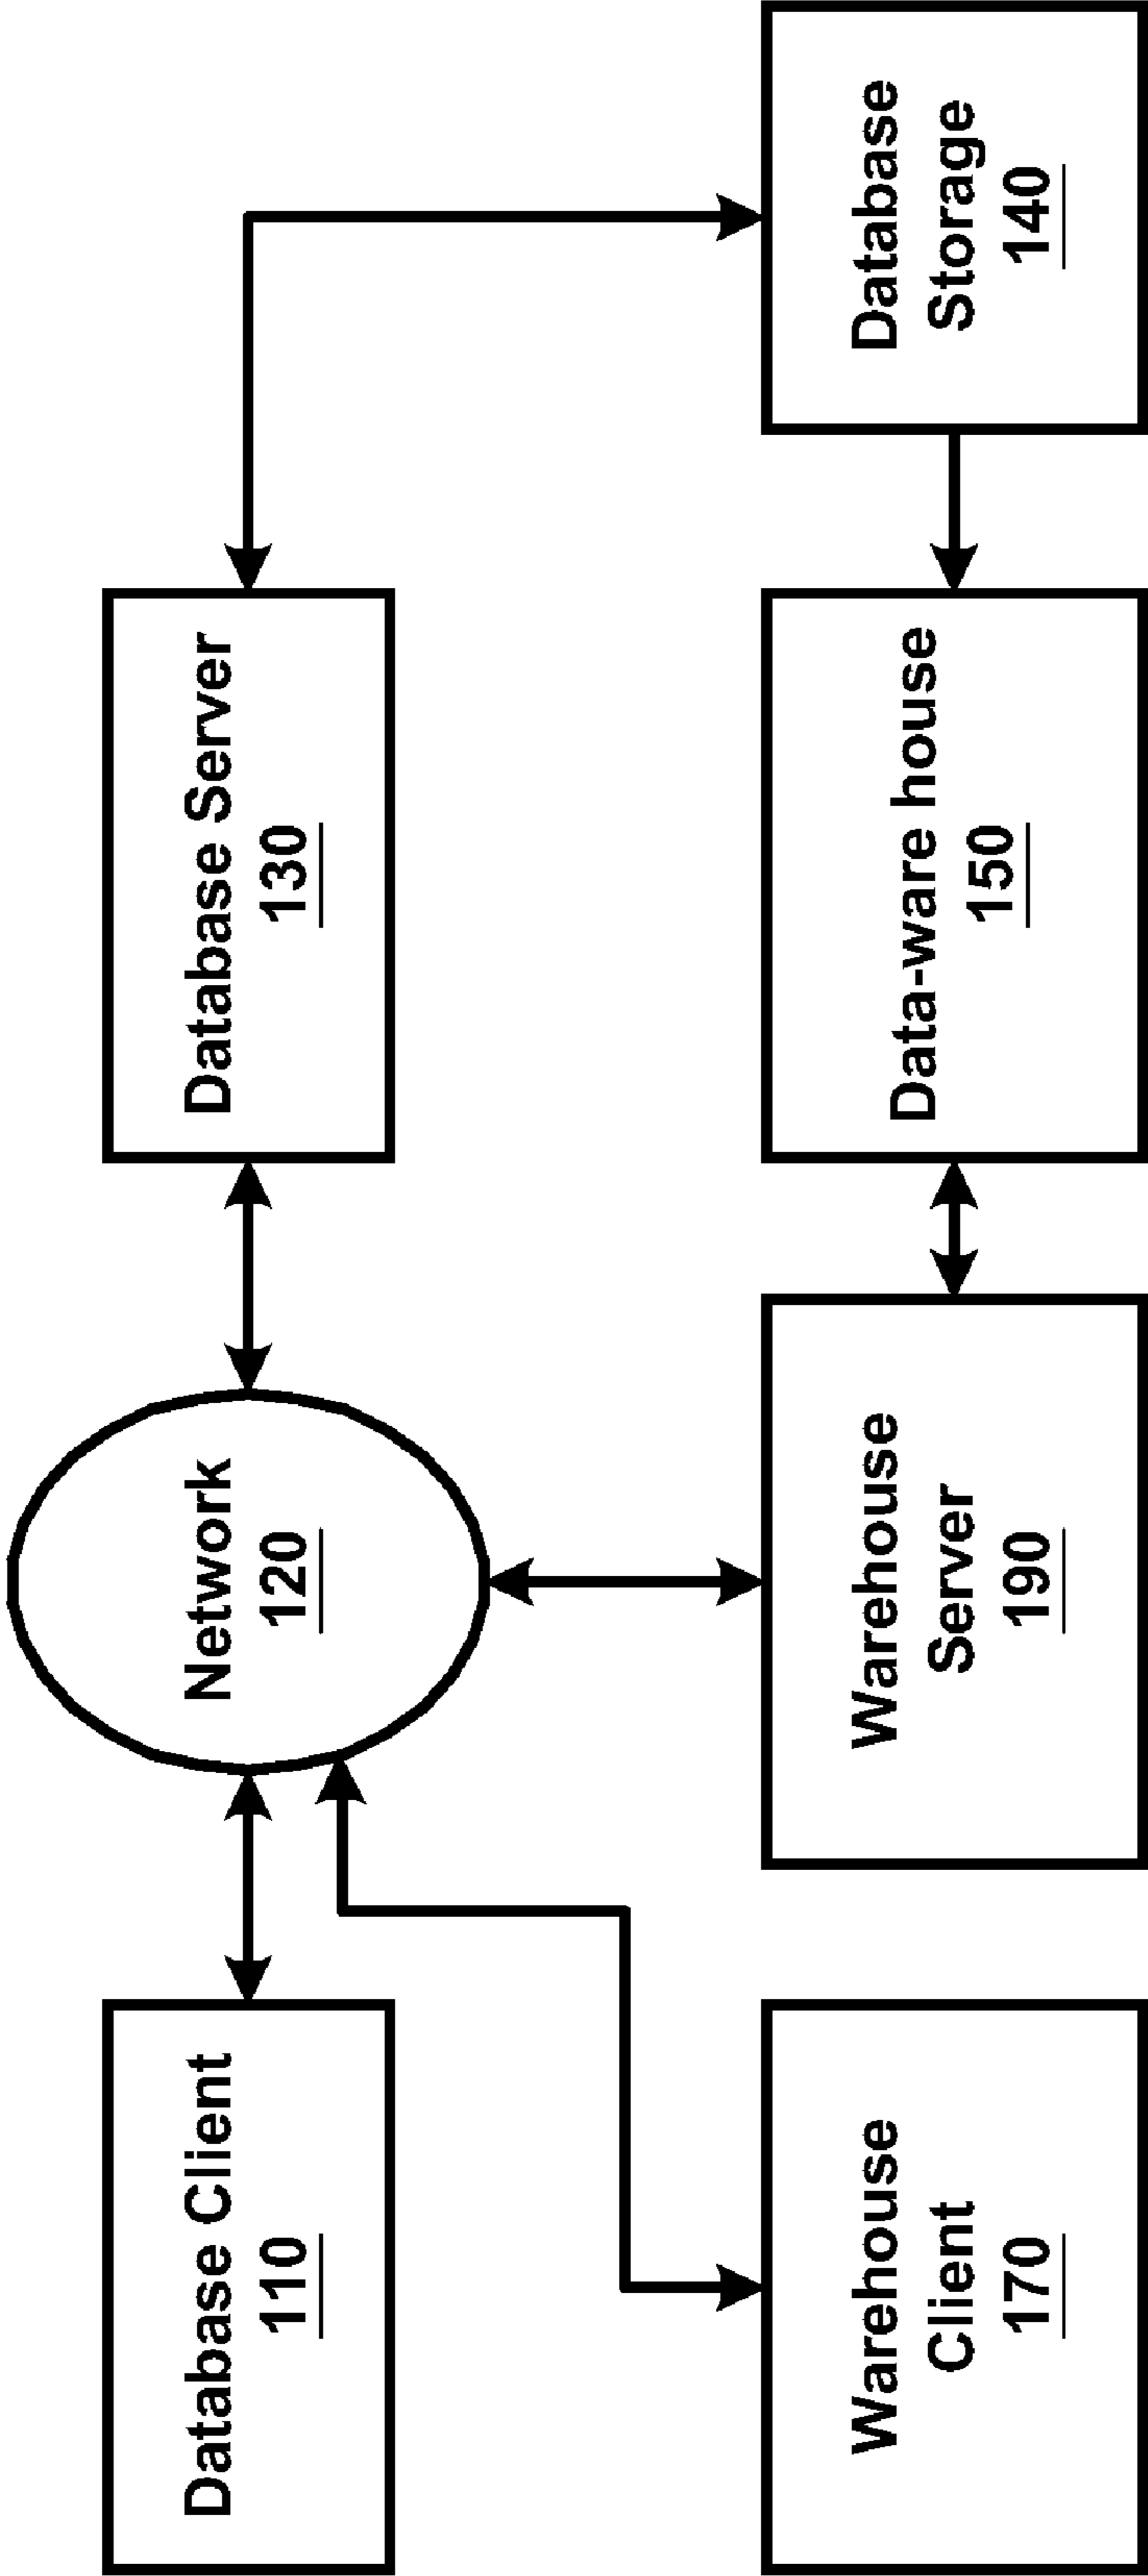 Database Client
110
Network
120
Database Server
130
Warehouse
Client
170
Warehouse
Server
190
Data-ware house
150
Database
Storage
140